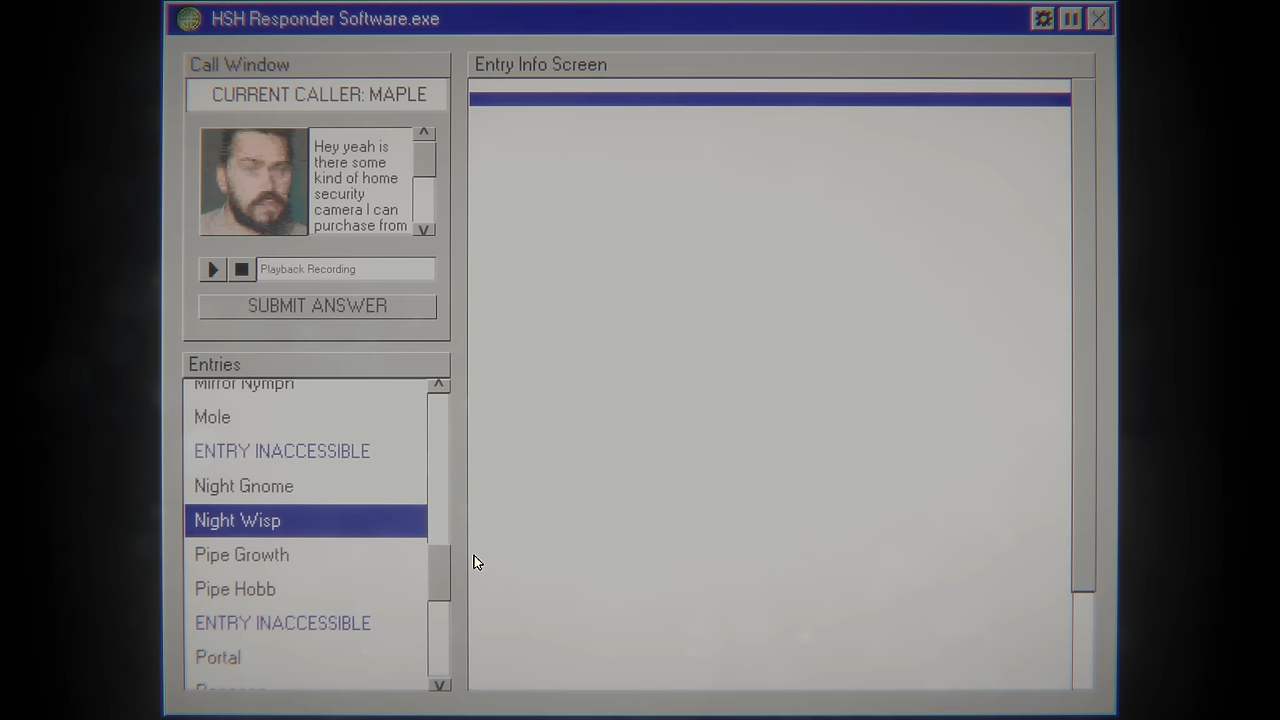 HSH Responder Software.exe
Call Window
CURRENT CALLER: MAPLE
Hey yeah is
there some
kind of home
security
camera I can
purchase from
Playback Recording
SUBMIT ANSWER
Entries
Mirror Nymph
Mole
ENTRY INACCESSIBLE
Night Gnome
Night Wisp
Pipe Growth
Pipe Hobb
ENTRY INACCESSIBLE
Portal
Entry Info Screen